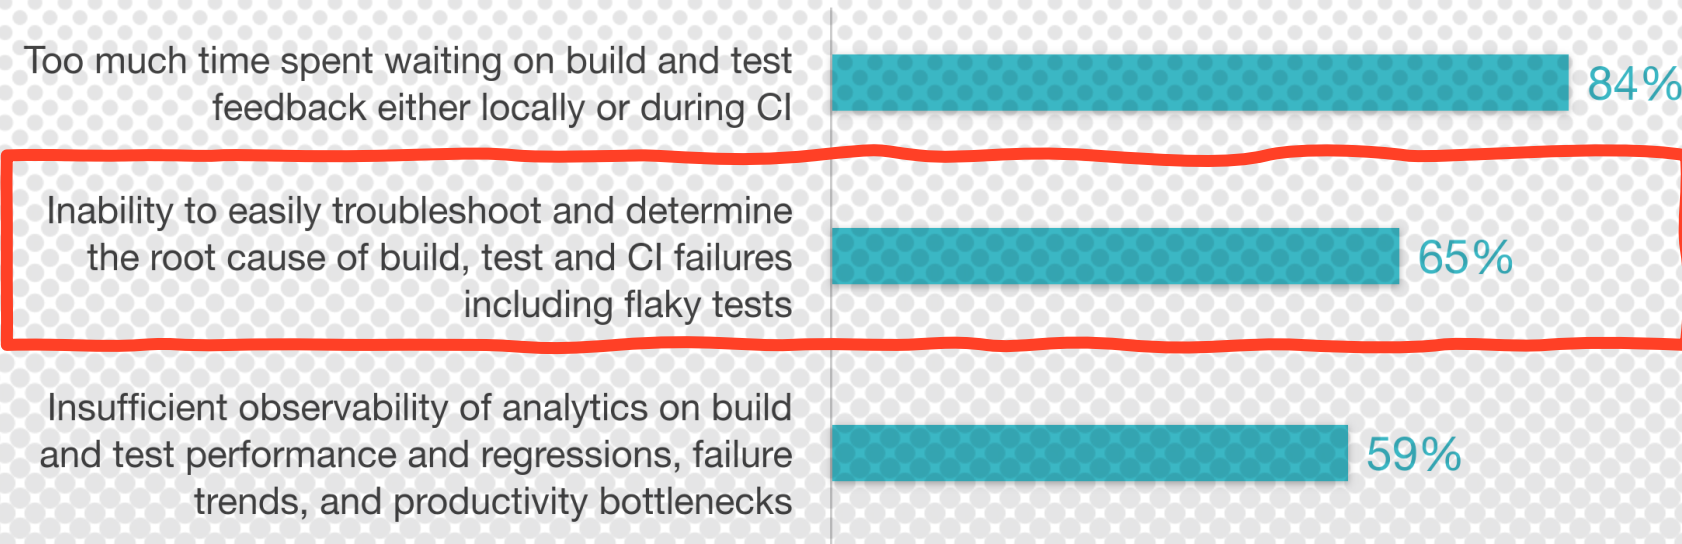 Too much time spent waiting on build and test
feedback either locally or during CI
84%
Inability to easily troubleshoot and determine
the root cause of build, test and CI failures
including flaky tests
65%
Insufficient observability of analytics on build
and test performance and regressions, failure
trends, and productivity bottlenecks
59%